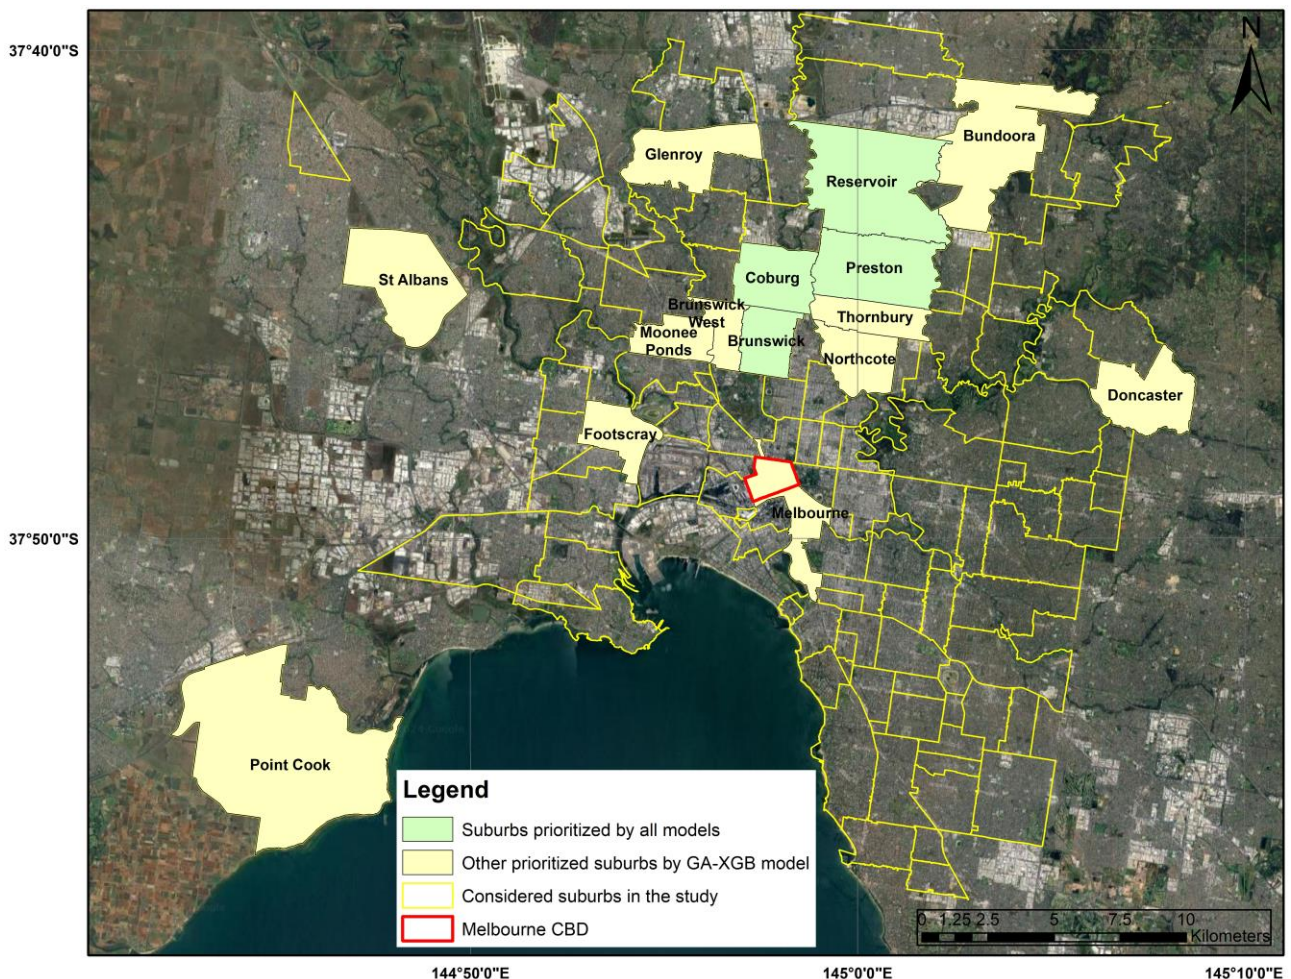 37°40'0"S
N
Bundoora
Glenroy
Reservoir
St Albans
Coburg
Preston
Brunswick
West
Thornbury
Moonee
Ponds
Brunswick
Northcote
Doncaster
Footscray
Melbourne
37°50'0"S
Point Cook
Legend
Suburbs prioritized by all models
Other prioritized suburbs by GA-XGB model
Considered suburbs in the study
Melbourne CBD
0 1.25 2.5 5 7.5 10
Kilometers
144°50'0"E 145°0'0"E 145°10'0"E